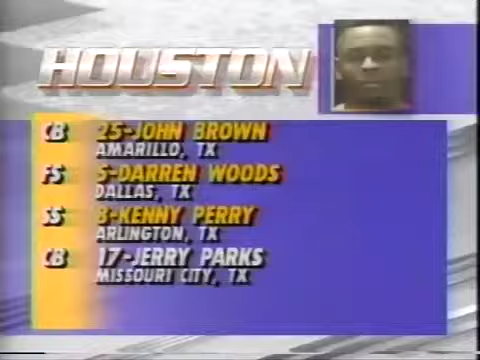 HOUSTON
CB 25-JOHN BROWN
AMARILLO, TX
FS 5-DARREN WOODS
DALLAS, TX
SS 8-KENNY PERRY
ARLINGTON, TX
CB 17-JERRY PARKS
MISSOURI CITY, TX